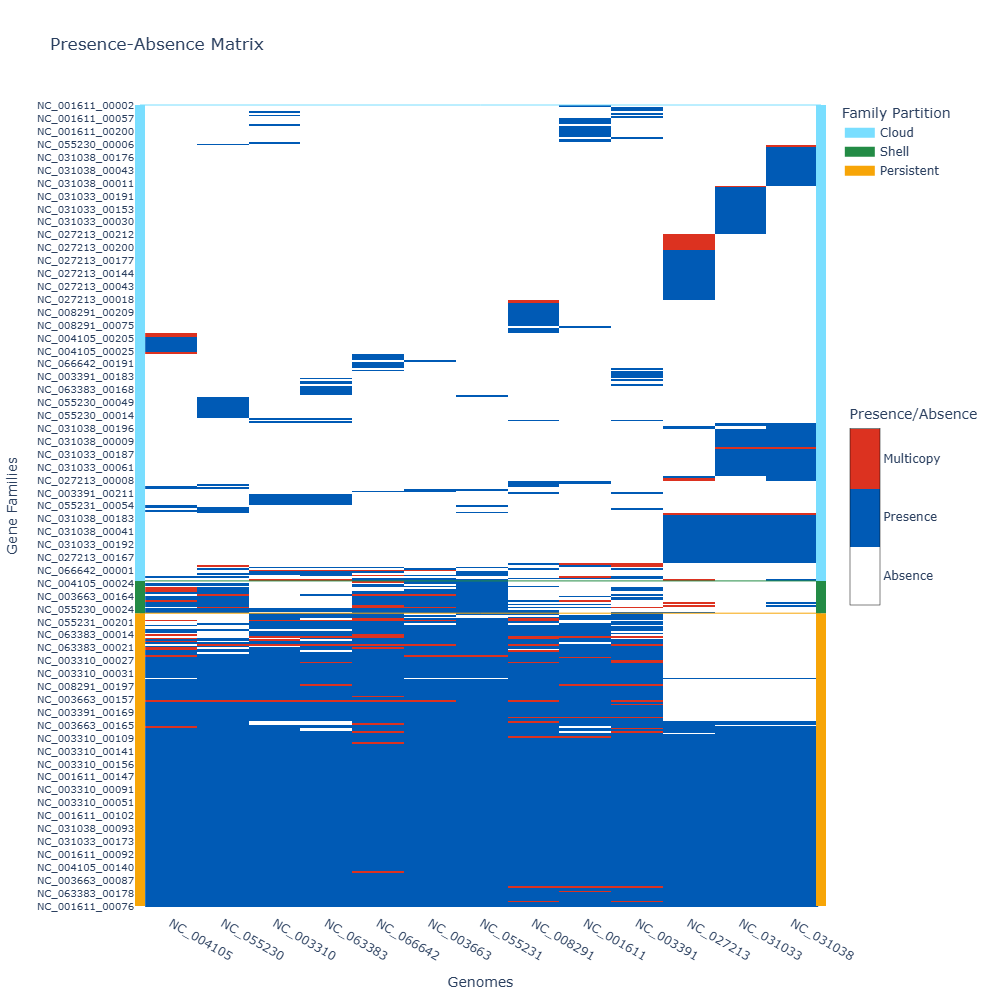 Presence-Absence Matrix
NC_001611_00002
NC_001611_00057
NC_001611_00200
NC_055230_00006
NC_031038_00176
NC_031038_00043
NC_031038_00011
NC_031033_00191
NC_031033_00153
NC_031033_00030
NC_027213_00212
NC_027213_00200
NC_027213_00177
NC_027213_00144
NC_027213_00043
NC_027213_00018
NC_008291_00209
NC_008291_00075
NC_004105_00205
NC_004105_00025
NC_066642_00191
NC_003391_00183
NC_063383_00168
NC_055230_00049
NC_055230_00014
NC_031038_00196
NC_031038_00009
NC_031033_00187
NC_031033_00061
NC_027213_00008
NC_003391_00211
NC_055231_00054
NC_031038_00183
NC_031038_00041
NC_031033_00192
NC_027213_00167
NC_066642_00001
NC_004105_00024
NC_003663_00164
NC_055230_00024
NC_055231_00201
NC_063383_00014
NC_063383_00021
NC_003310_00027
NC_003310_00031
NC_008291_00197
NC_003663_00157
NC_003391_00169
NC_003663_00165
NC_003310_00109
NC_003310_00141
NC_003310_00156
NC_001611_00147
NC_003310_00091
NC_003310_00051
NC_001611_00102
NC_031038_00093
NC_031033_00173
NC_001611_00092
NC_004105_00140
NC_003663_00087
NC_063383_00178
NC_001611_00076
Gene Families
NC_004105
NC_055230
NC_003310
NC_063383
NC_066642
NC_003663
NC_055231
NC_008291
NC_001611
NC_003391
NC_027213
NC_031033
NC_031038
Genomes
Family Partition
Cloud
Shell
Persistent
Presence/Absence
Multicopy
Presence
Absence